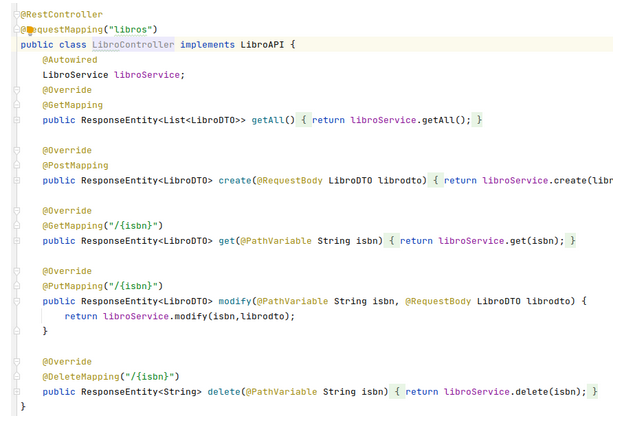 @RestController
@RequestMapping("libros")
public class LibroController implements LibroAPI {
@Autowired
LibroService libroService;
@Override
@GetMapping
public ResponseEntity<List<LibroDTO>> getAll() { return libroService.getAll(); }
@Override
@PostMapping
public ResponseEntity<LibroDTO> create(@RequestBody LibroDTO librodto) { return libroService.create(libr
@Override
@GetMapping("/{isbn}")
public ResponseEntity<LibroDTO> get(@PathVariable String isbn) { return libroService.get(isbn); }
@Override
@PutMapping("/{isbn}")
public ResponseEntity<LibroDTO> modify(@PathVariable String isbn, @RequestBody LibroDTO librodto) {
return libroService.modify(isbn,librodto);
}
@Override
@DeleteMapping("/{isbn}")
public ResponseEntity<String> delete(@PathVariable String isbn) { return libroService.delete(isbn); }
}